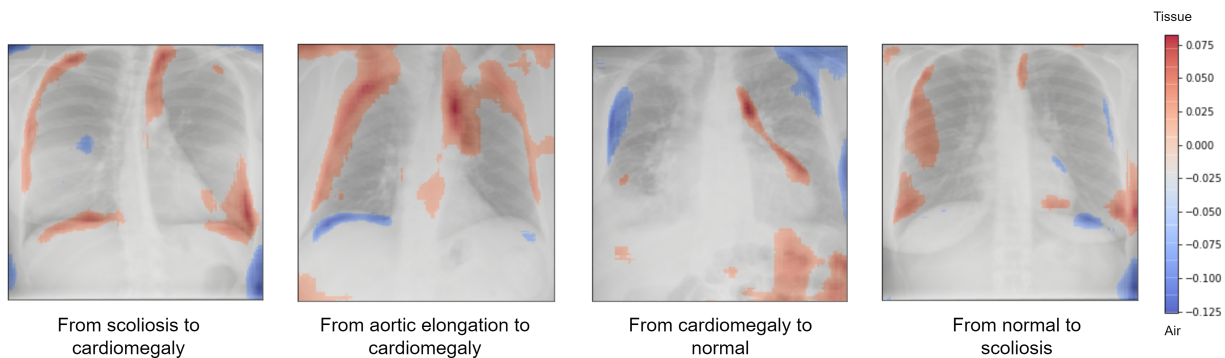 Tissue
0.075
0.050
0.025
0.000
−0.025
−0.050
−0.075
−0.100
−0.125
Air
From scoliosis to
cardiomegaly
From aortic elongation to
cardiomegaly
From cardiomegaly to
normal
From normal to
scoliosis